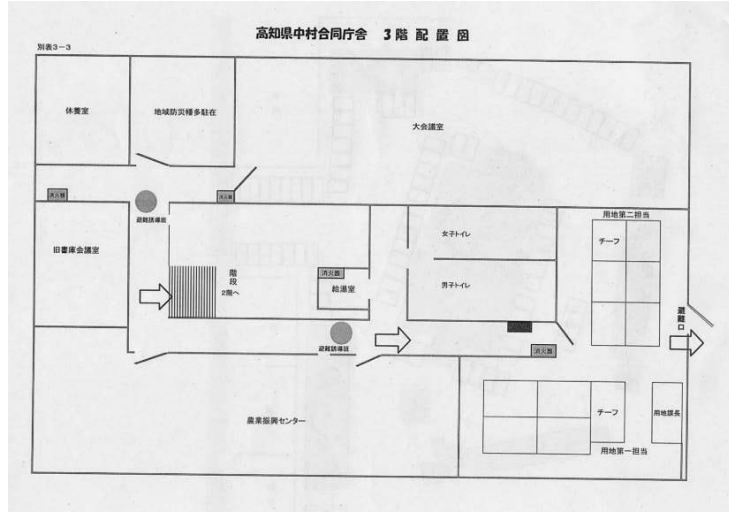 高知県中村合同庁舎 3階配置図
別表3-3
休養室
地域防災幡多駐在
大会議室
消火器
消火器
避難誘導班
旧書庫会議室
階段
2階へ
消火器
給湯室
女子トイレ
男子トイレ
用地第二担当
チーフ
避難口
避難誘導班
消火器
農業振興センター
チーフ
用地課長
用地第一担当